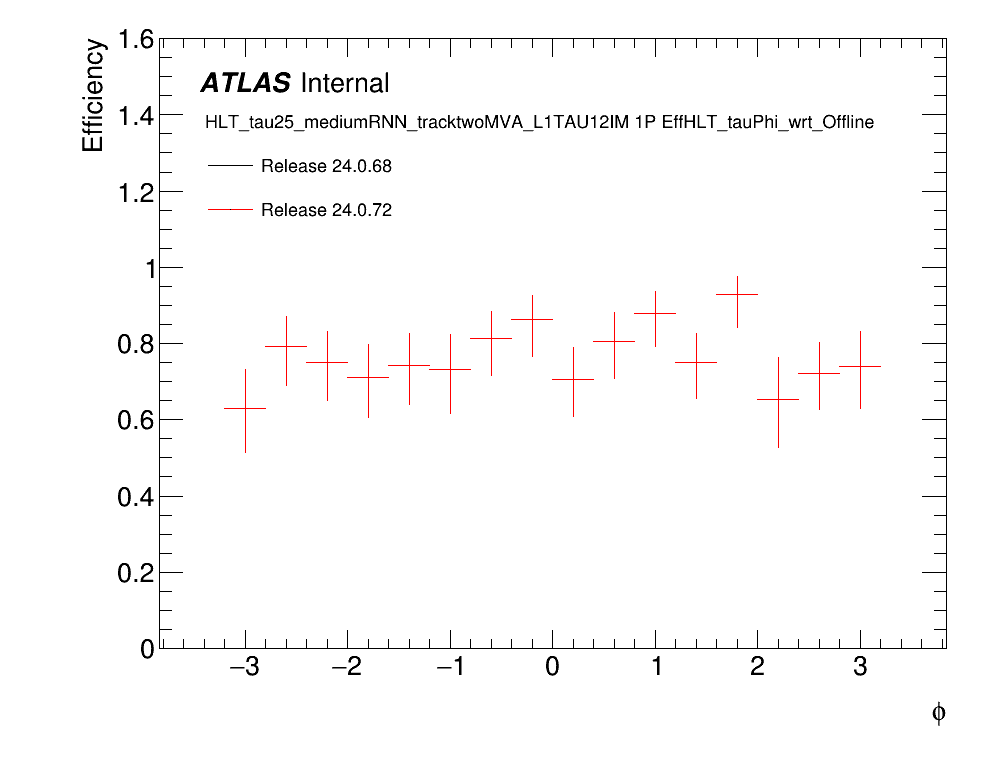 Efficiency
1.6
1.4
1.2
1
0.8
0.6
0.4
0.2
0
ATLAS Internal
HLT_tau25_mediumRNN_tracktwoMVA_L1TAU12IM 1P EffHLT_tauPhi_wrt_Offline
Release 24.0.68
Release 24.0.72
−3 −2 −1 0 1 2 3
ϕ